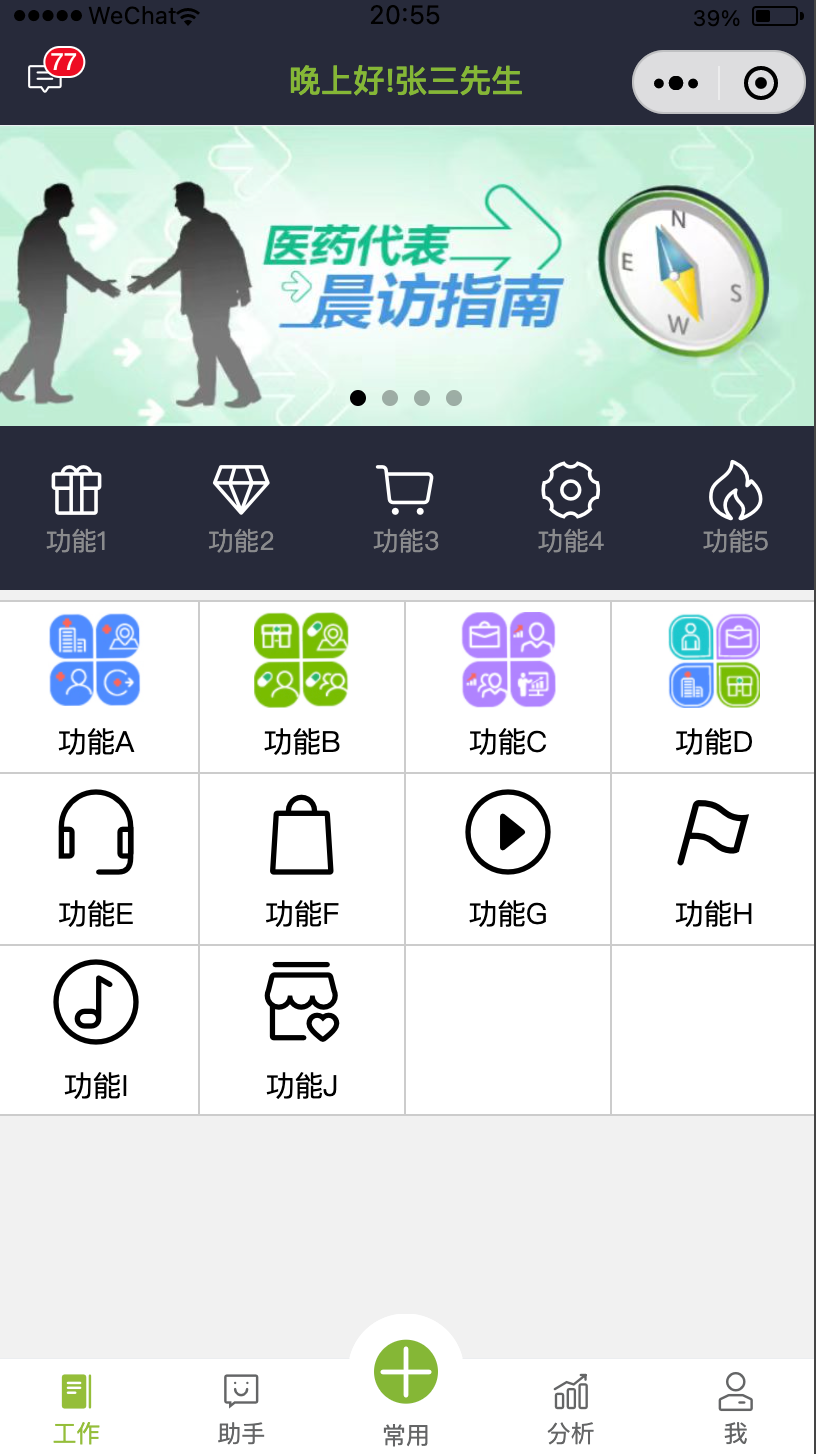 WeChat 20:55 39%
77
晚上好!张三先生
医药代表
晨访指南
N
E
S
W
功能1 功能2 功能3 功能4 功能5
功能A 功能B 功能C 功能D
功能E 功能F 功能G 功能H
功能I 功能J
工作 助手 常用 分析 我